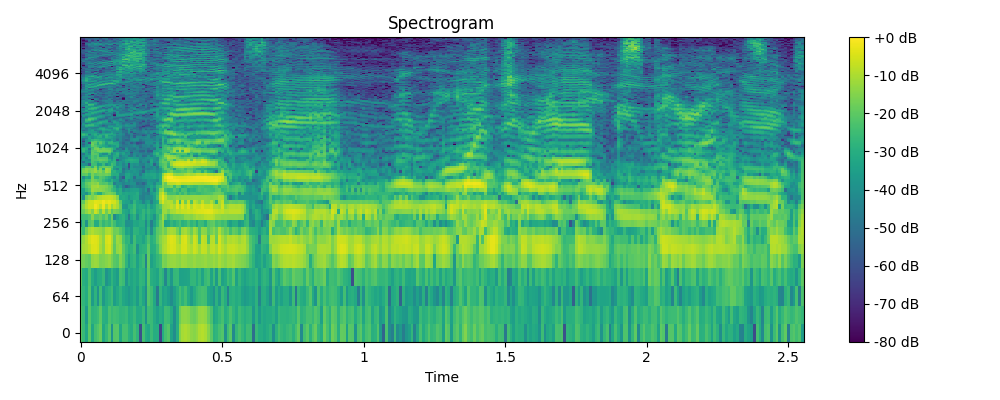 Spectrogram
4096
2048
1024
512
256
128
64
0
Hz
0
0.5
1
1.5
2
2.5
Time
+0 dB
-10 dB
-20 dB
-30 dB
-40 dB
-50 dB
-60 dB
-70 dB
-80 dB